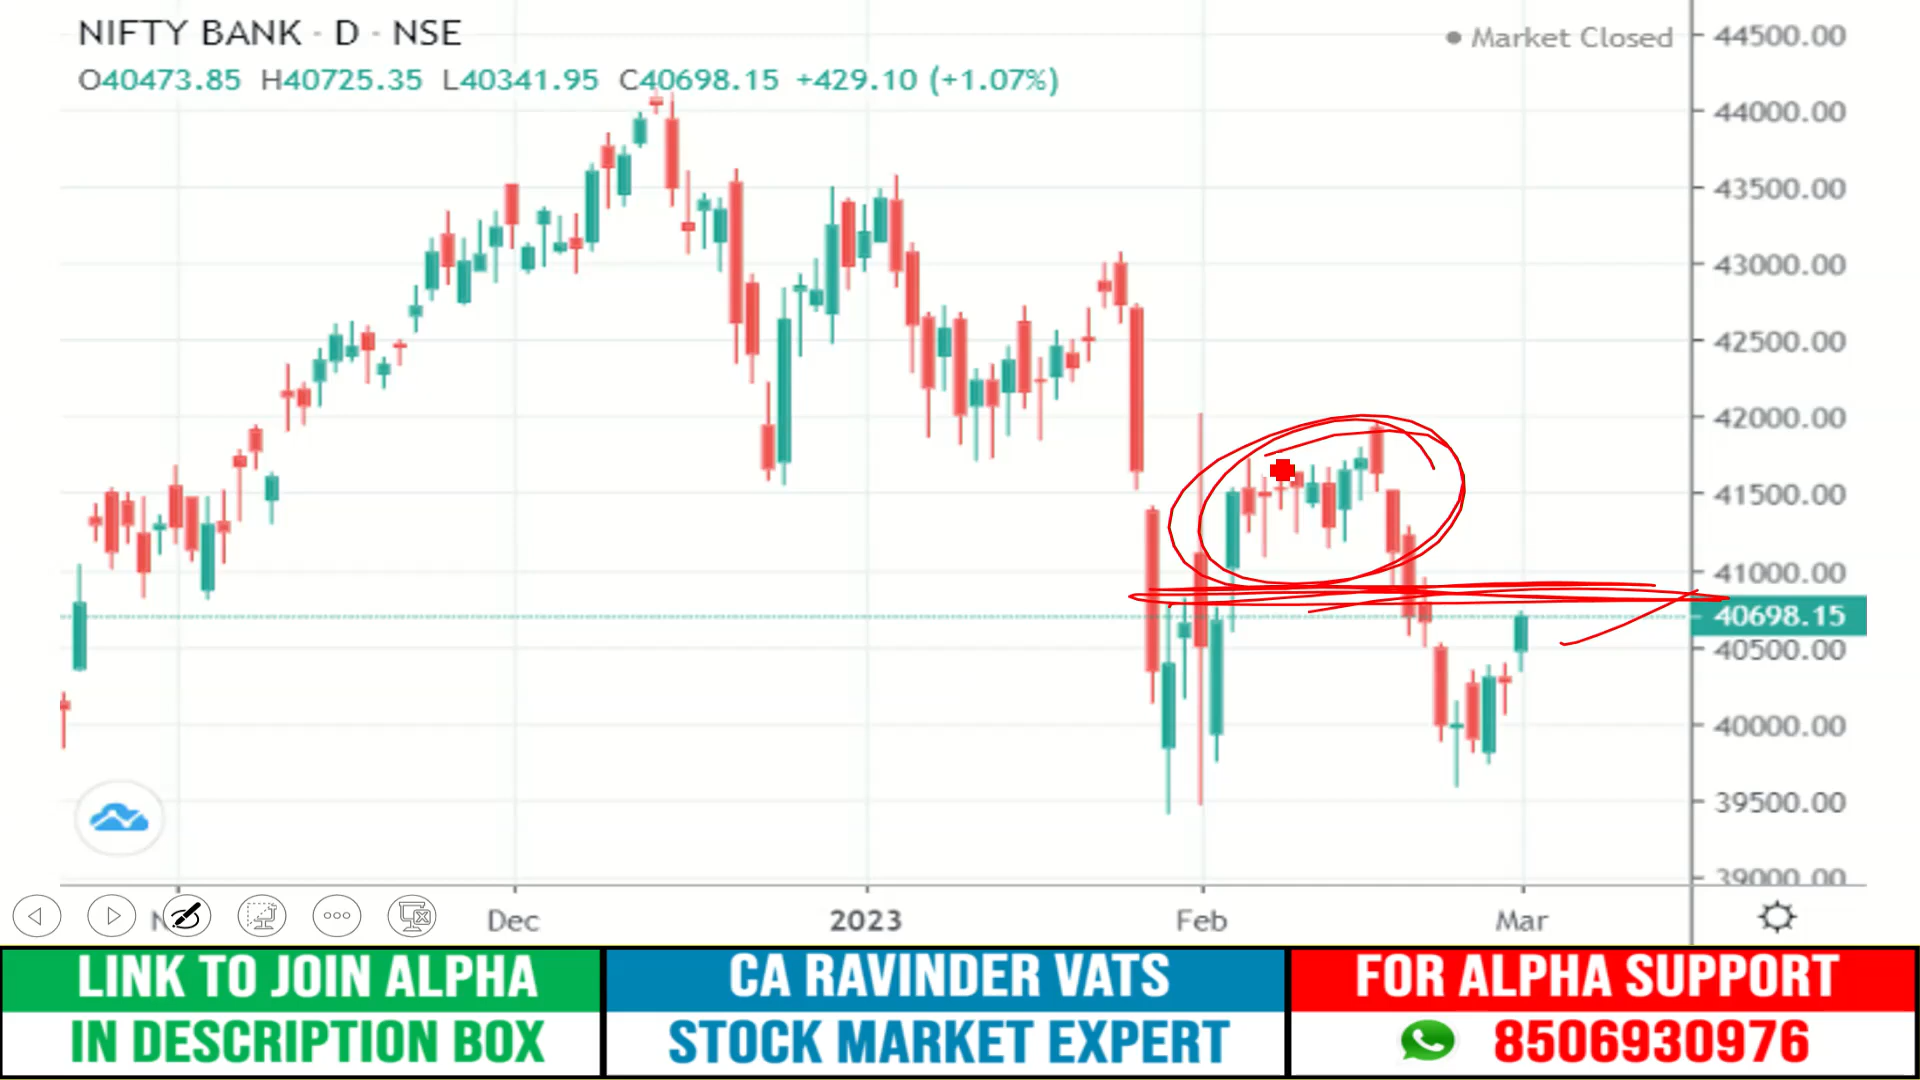 NIFTY BANK · D · NSE
Market Closed
O40473.85 H40725.35 L40341.95 C40698.15 +429.10 (+1.07%)
44500.00
44000.00
43500.00
43000.00
42500.00
42000.00
41500.00
41000.00
40698.15
40500.00
40000.00
39500.00
39000.00
Dec 2023 Feb Mar
LINK TO JOIN ALPHA
IN DESCRIPTION BOX
CA RAVINDER VATS
STOCK MARKET EXPERT
FOR ALPHA SUPPORT
8506930976